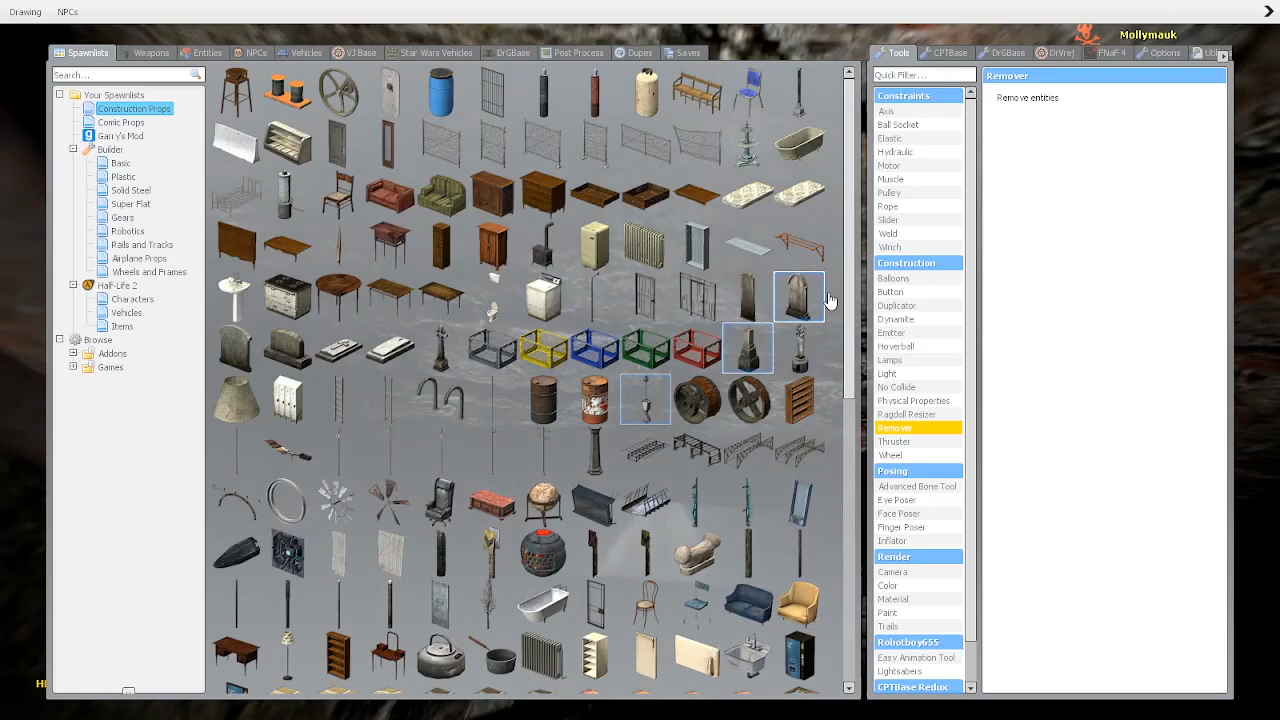 Drawing NPCs
Mollymauk
Spawnlists Weapons Entities NPCs Vehicles VJ Base Star Wars Vehicles DrGBase Post Process Dupes Saves
Tools CPTBase DrGBase DrVrej FNaF 4 Options
Search...
Your Spawnlists
Construction Props
Comic Props
Garry's Mod
Builder
Basic
Plastic
Solid Steel
Super Flat
Gears
Robotics
Rails and Tracks
Airplane Props
Wheels and Frames
Half-Life 2
Characters
Vehicles
Items
Browse
Addons
Games
Quick Filter...
Constraints
Axis
Ball Socket
Elastic
Hydraulic
Motor
Muscle
Pulley
Rope
Slider
Weld
Winch
Construction
Balloons
Button
Duplicator
Dynamite
Emitter
Hoverball
Lamps
Light
No Collide
Physical Properties
Ragdoll Resizer
Remover
Thruster
Wheel
Posing
Advanced Bone Tool
Eye Poser
Face Poser
Finger Poser
Inflator
Render
Camera
Color
Material
Paint
Trails
Robotboy655
Easy Animation Tool
Lightsabers
CPTBase Redux
Remover
Remove entities